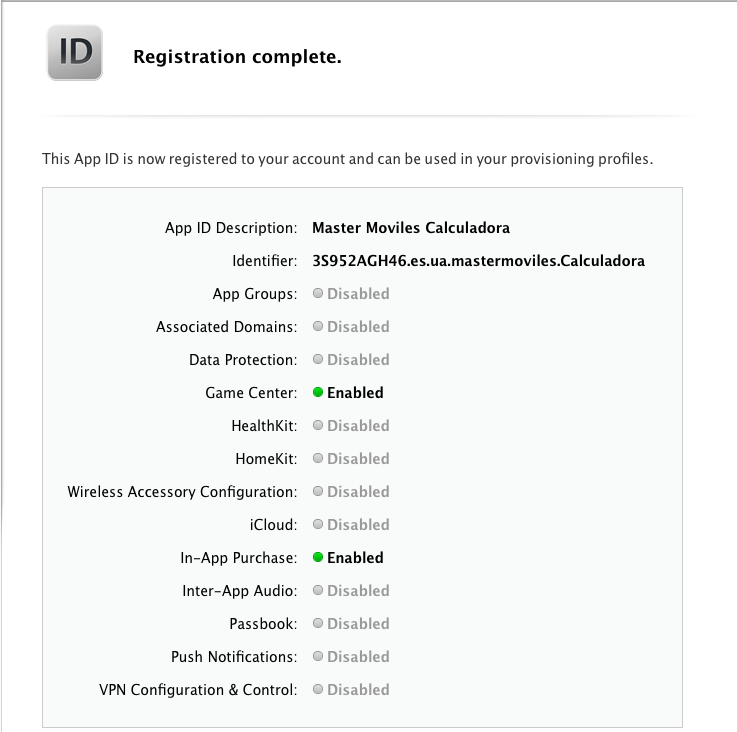 ID
Registration complete.
This App ID is now registered to your account and can be used in your provisioning profiles.
App ID Description: Master Moviles Calculadora
Identifier: 3S952AGH46.es.ua.mastermoviles.Calculadora
App Groups: Disabled
Associated Domains: Disabled
Data Protection: Disabled
Game Center: Enabled
HealthKit: Disabled
HomeKit: Disabled
Wireless Accessory Configuration: Disabled
iCloud: Disabled
In-App Purchase: Enabled
Inter-App Audio: Disabled
Passbook: Disabled
Push Notifications: Disabled
VPN Configuration & Control: Disabled